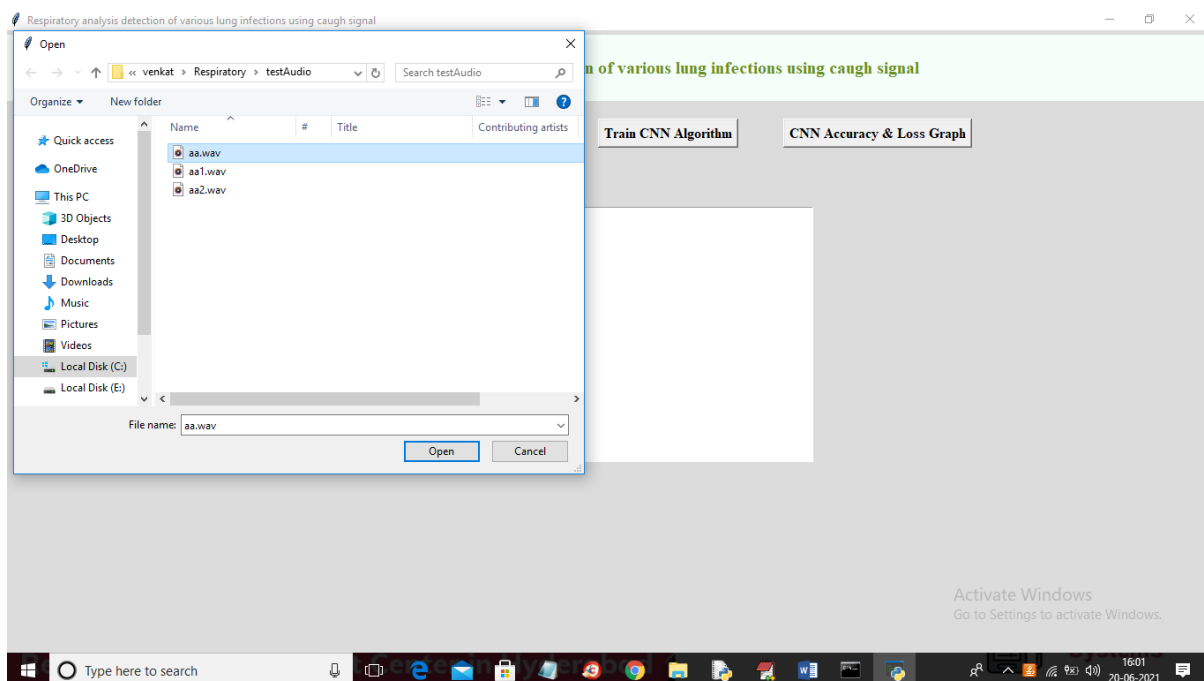 Respiratory analysis detection of various lung infections using caugh signal
Open
n of various lung infections using caugh signal
« venkat > Respiratory > testAudio
Search testAudio
Organize
New folder
Train CNN Algorithm
CNN Accuracy & Loss Graph
Name
#
Title
Contributing artists
Quick access
OneDrive
This PC
3D Objects
Desktop
Documents
Downloads
Music
Pictures
Videos
Local Disk (C:)
Local Disk (E:)
aa.wav
aa1.wav
aa2.wav
File name: aa.wav
Open
Cancel
Activate Windows
Go to Settings to activate Windows.
Type here to search
Center in Hyderabad
Systems
16:01
20-06-2021